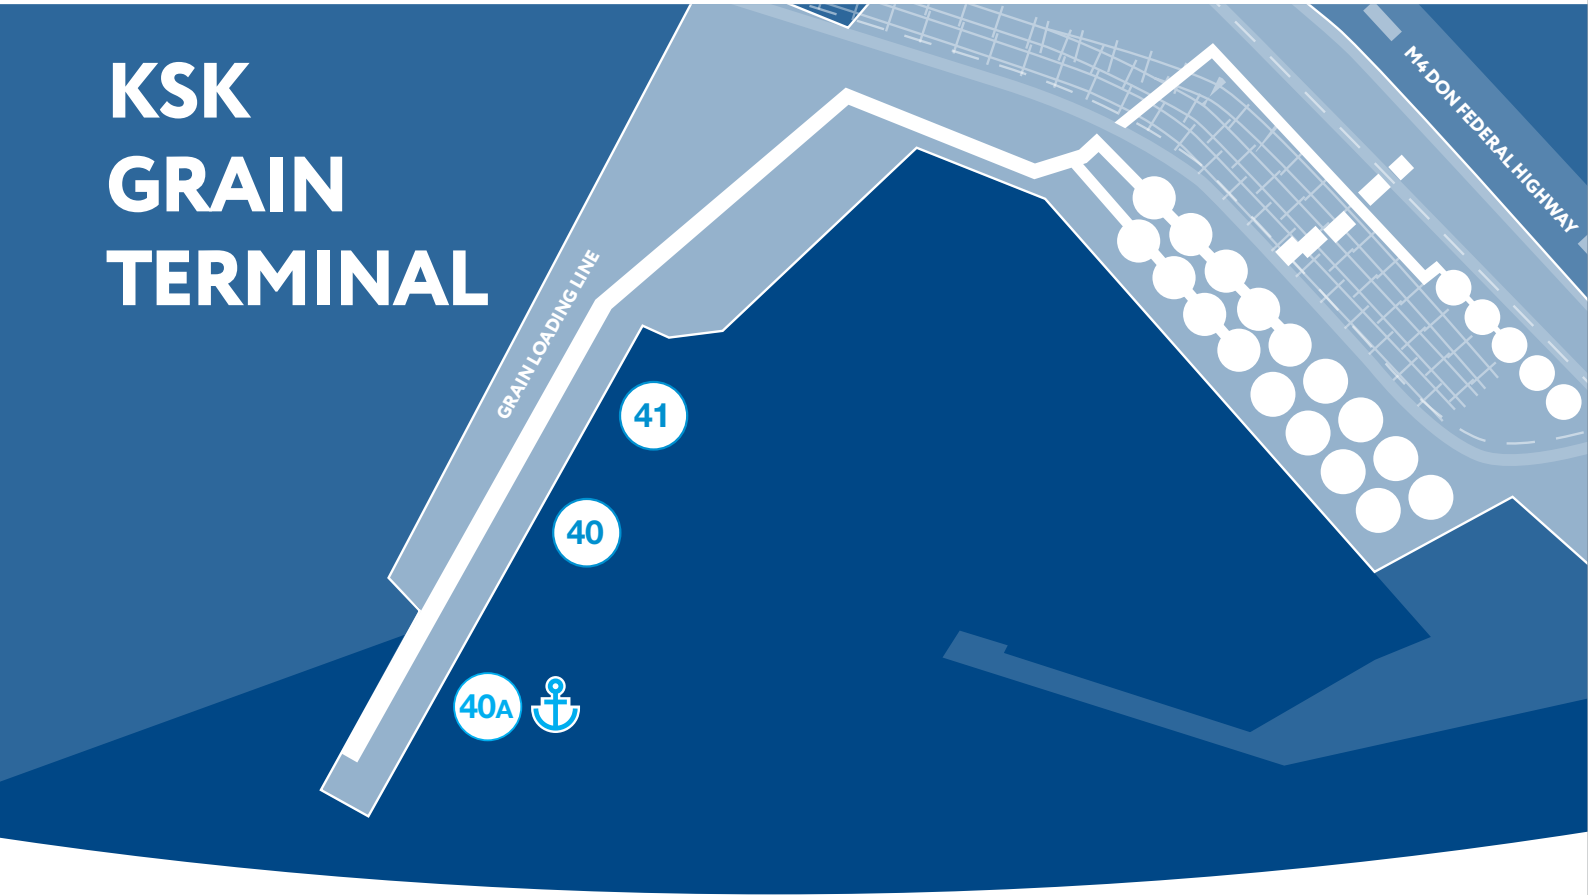 KSK
GRAIN
TERMINAL
M4 DON FEDERAL HIGHWAY
GRAIN LOADING LINE
41
40
40A